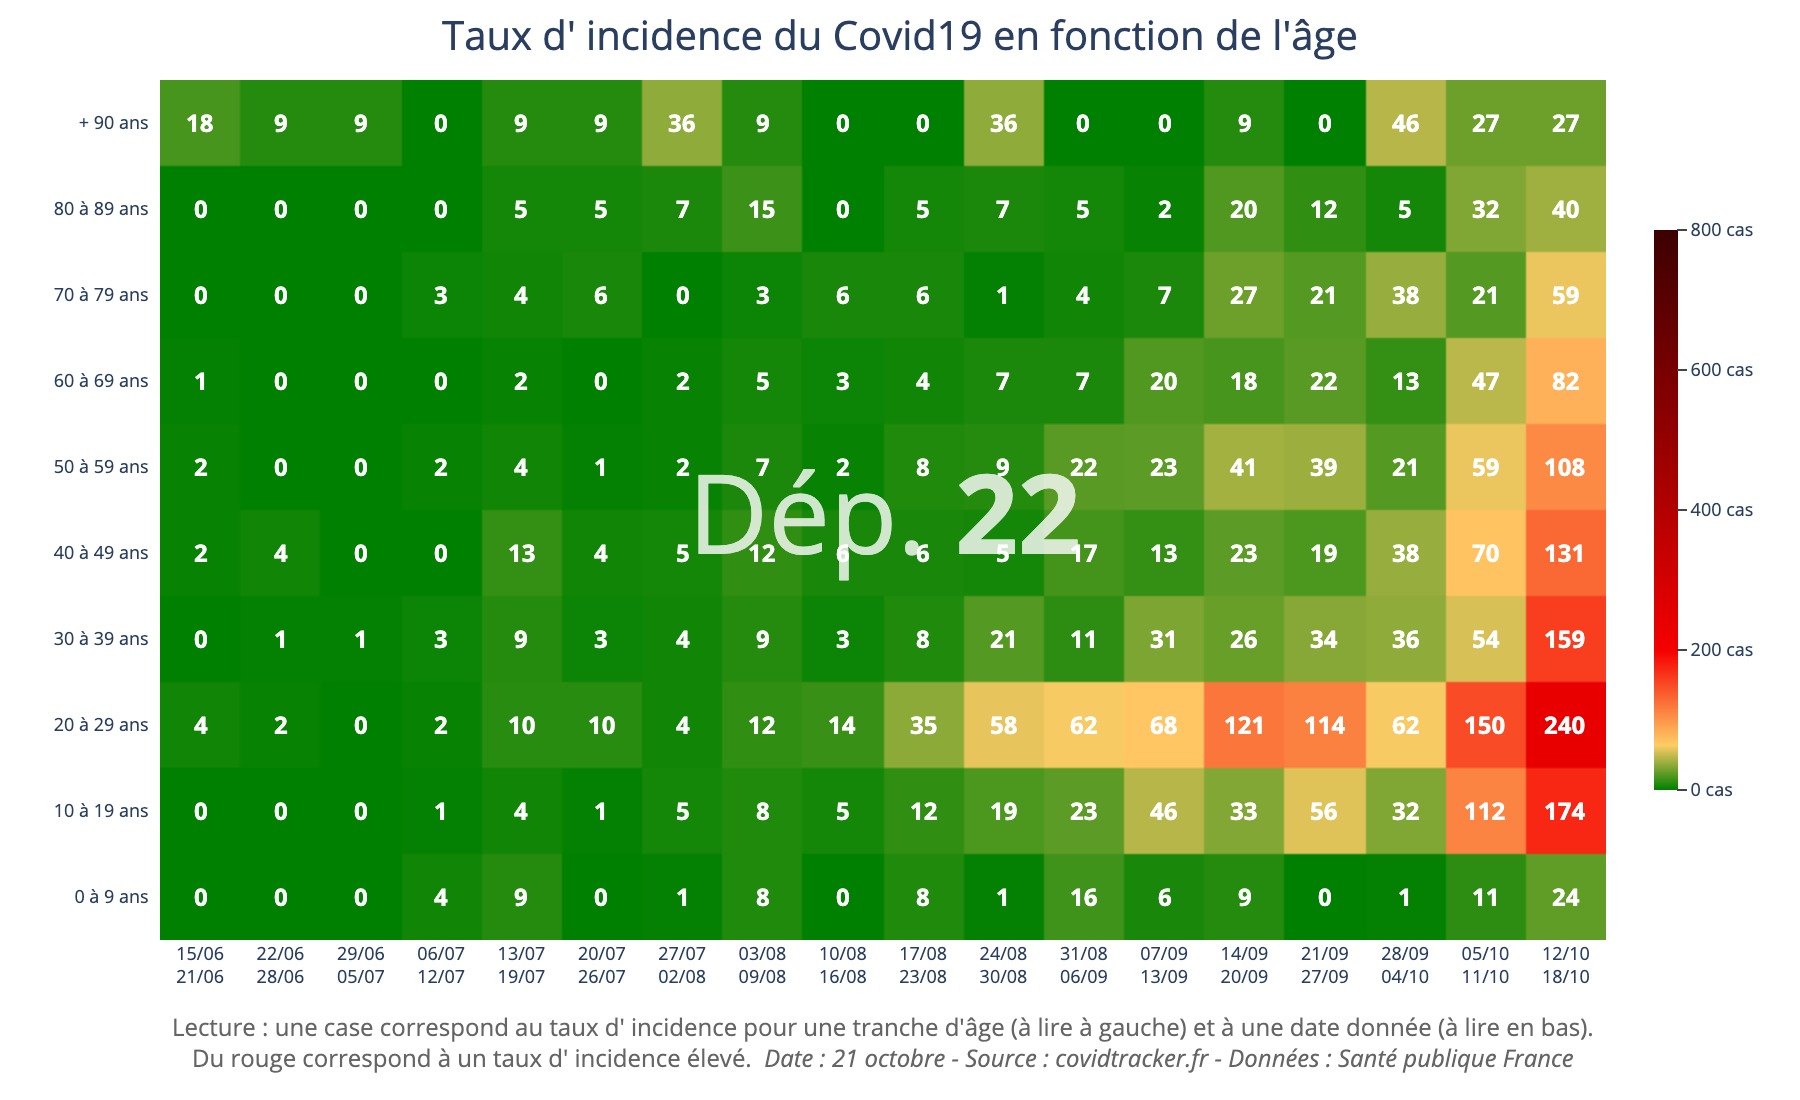 Taux d' incidence du Covid19 en fonction de l'âge
+ 90 ans 18 9 9 0 9 9 36 9 0 0 36 0 0 9 0 46 27 27
80 à 89 ans 0 0 0 0 5 5 7 15 0 5 7 5 2 20 12 5 32 40
70 à 79 ans 0 0 0 3 4 6 0 3 6 6 1 4 7 27 21 38 21 59
60 à 69 ans 1 0 0 0 2 0 2 5 3 4 7 7 20 18 22 13 47 82
50 à 59 ans 2 0 0 2 4 1 2 7 2 8 9 22 23 41 39 21 59 108
Dép. 22
40 à 49 ans 2 4 0 0 13 4 5 12 6 6 5 17 13 23 19 38 70 131
30 à 39 ans 0 1 1 3 9 3 4 9 3 8 21 11 31 26 34 36 54 159
20 à 29 ans 4 2 0 2 10 10 4 12 14 35 58 62 68 121 114 62 150 240
10 à 19 ans 0 0 0 1 4 1 5 8 5 12 19 23 46 33 56 32 112 174
0 à 9 ans 0 0 0 4 9 0 1 8 0 8 1 16 6 9 0 1 11 24
15/06 22/06 29/06 06/07 13/07 20/07 27/07 03/08 10/08 17/08 24/08 31/08 07/09 14/09 21/09 28/09 05/10 12/10
21/06 28/06 05/07 12/07 19/07 26/07 02/08 09/08 16/08 23/08 30/08 06/09 13/09 20/09 27/09 04/10 11/10 18/10
800 cas
600 cas
400 cas
200 cas
0 cas
Lecture : une case correspond au taux d' incidence pour une tranche d'âge (à lire à gauche) et à une date donnée (à lire en bas).
Du rouge correspond à un taux d' incidence élevé. Date : 21 octobre - Source : covidtracker.fr - Données : Santé publique France